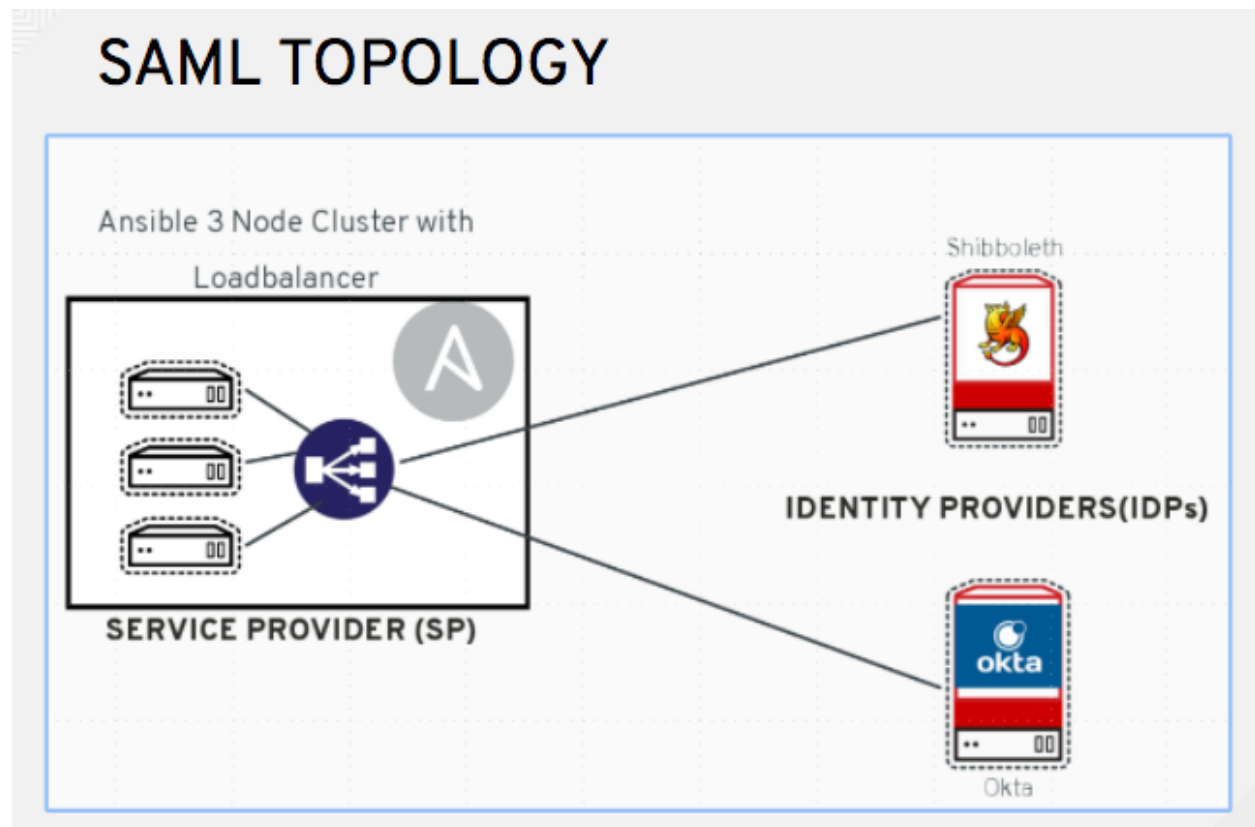 SAML TOPOLOGY
Ansible 3 Node Cluster with
Loadbalancer
SERVICE PROVIDER (SP)
Shibboleth
IDENTITY PROVIDERS(IDPs)
okta
Okta